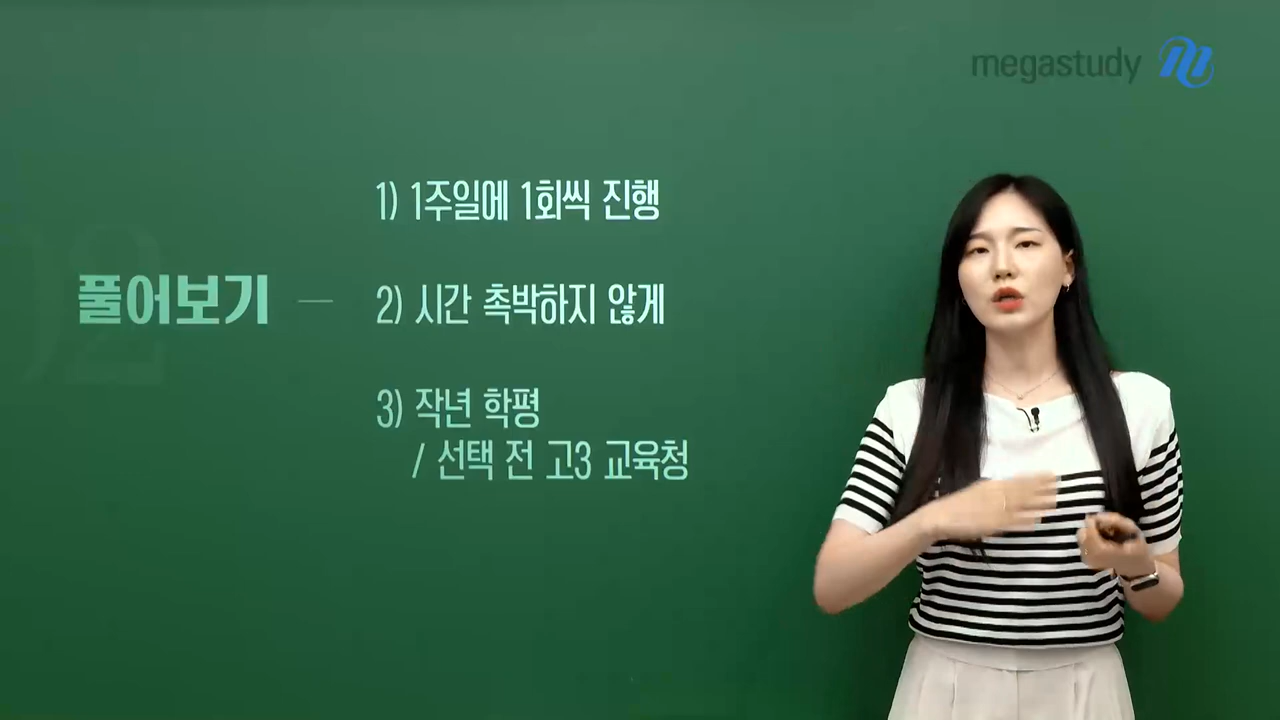 megastudy
풀어보기
1) 1주일에 1회씩 진행
2) 시간 촉박하지 않게
3) 작년 학평
/ 선택 전 고3 교육청